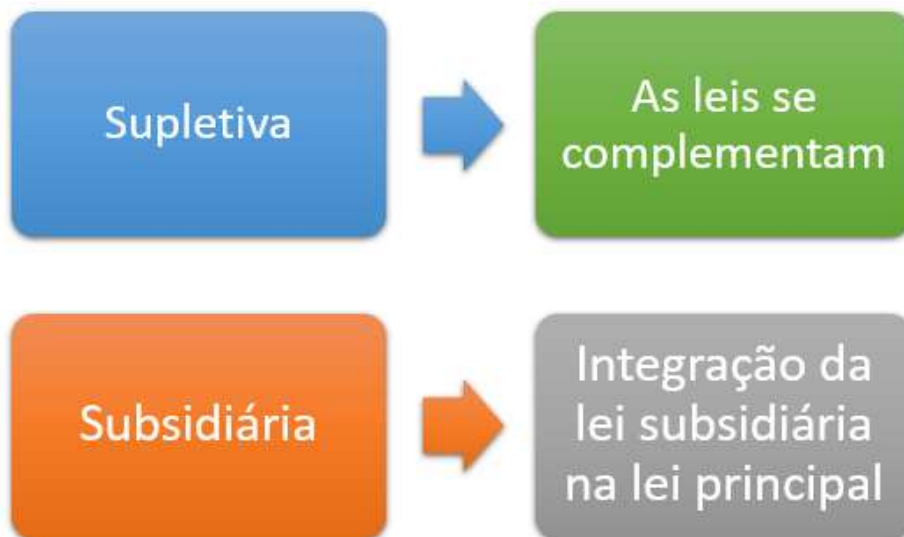 Supletiva
As leis se
complementam
Subsidiária
Integração da
lei subsidiária
na lei principal